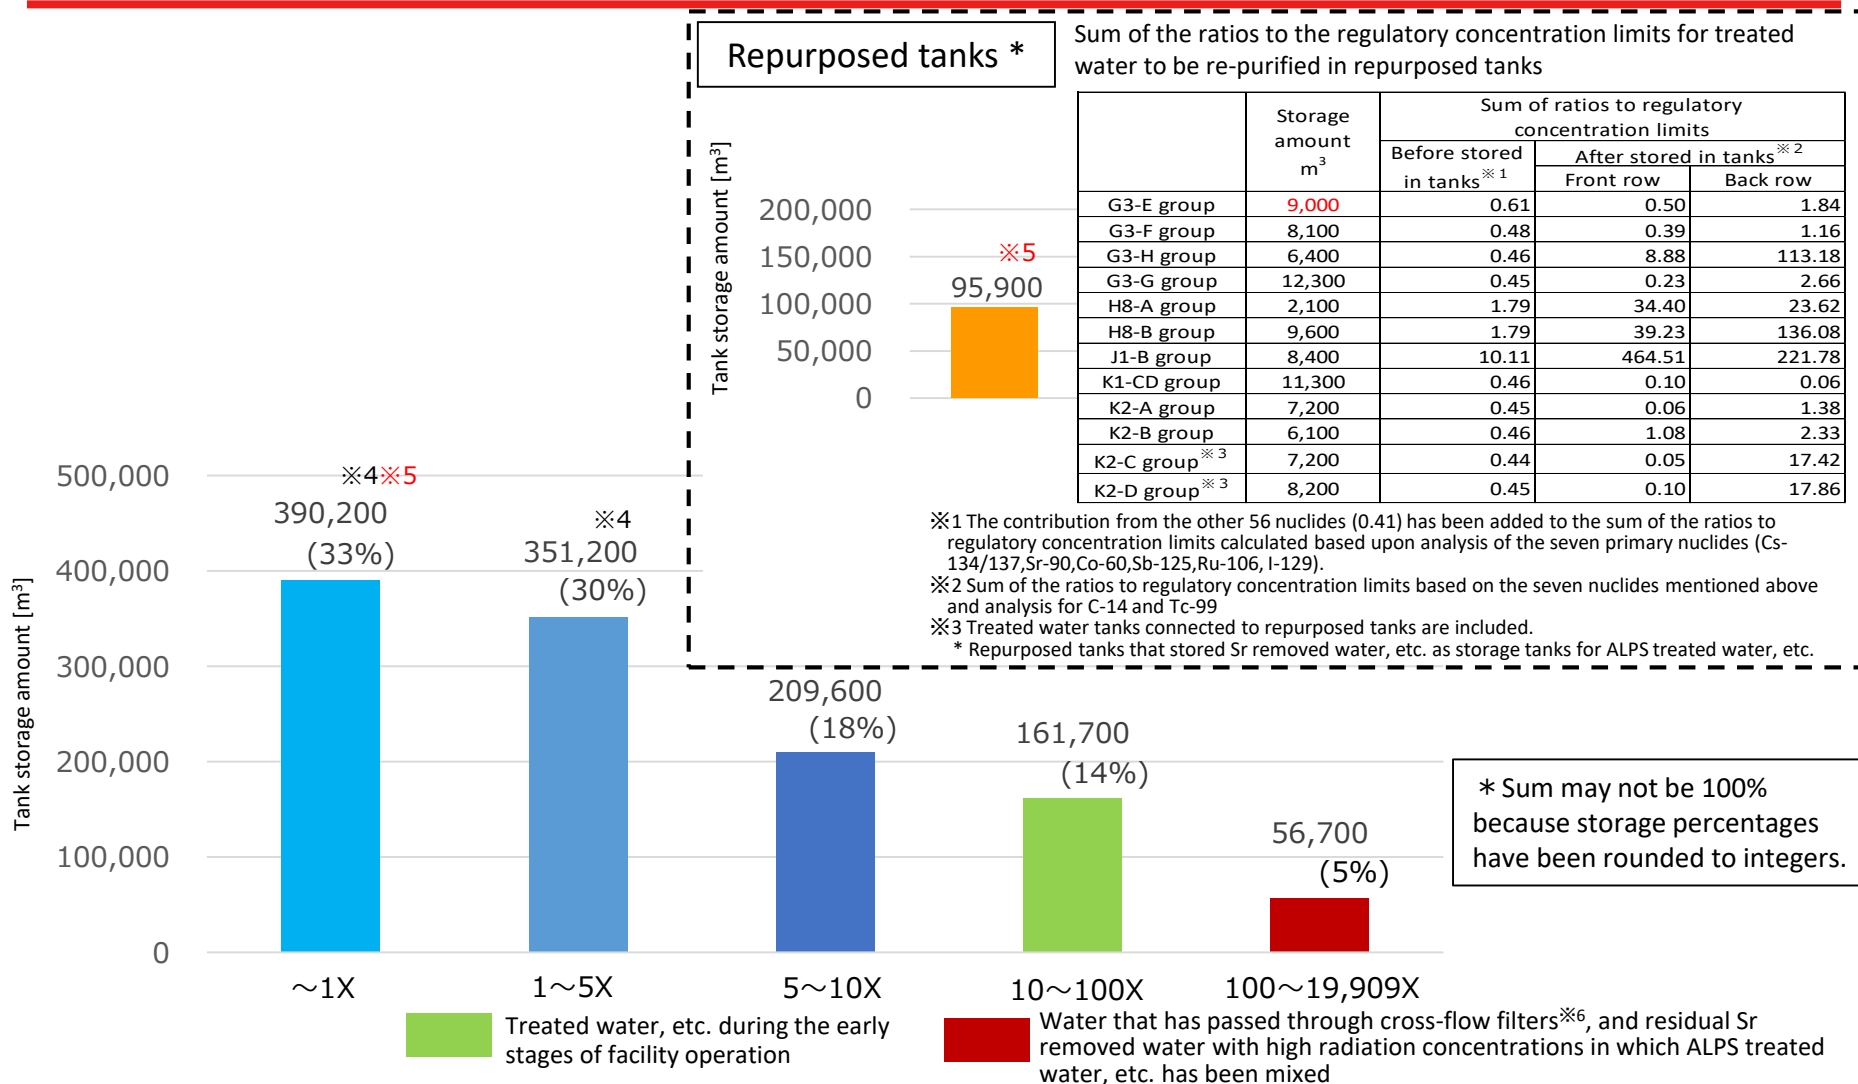 Repurposed tanks *
Sum of the ratios to the regulatory concentration limits for treated
water to be re-purified in repurposed tanks
Tank storage amount [m³]
200,000
150,000
100,000
50,000
0
※5
95,900
Storage
amount
m³
Sum of ratios to regulatory
concentration limits
Before stored
in tanks※1
After stored in tanks※2
Front row Back row
G3-E group 9,000 0.61 0.50 1.84
G3-F group 8,100 0.48 0.39 1.16
G3-H group 6,400 0.46 8.88 113.18
G3-G group 12,300 0.45 0.23 2.66
H8-A group 2,100 1.79 34.40 23.62
H8-B group 9,600 1.79 39.23 136.08
J1-B group 8,400 10.11 464.51 221.78
K1-CD group 11,300 0.46 0.10 0.06
K2-A group 7,200 0.45 0.06 1.38
K2-B group 6,100 0.46 1.08 2.33
K2-C group※3 7,200 0.44 0.05 17.42
K2-D group※3 8,200 0.45 0.10 17.86
※1 The contribution from the other 56 nuclides (0.41) has been added to the sum of the ratios to
regulatory concentration limits calculated based upon analysis of the seven primary nuclides (Cs-
134/137,Sr-90,Co-60,Sb-125,Ru-106, I-129).
※2 Sum of the ratios to regulatory concentration limits based on the seven nuclides mentioned above
and analysis for C-14 and Tc-99
※3 Treated water tanks connected to repurposed tanks are included.
* Repurposed tanks that stored Sr removed water, etc. as storage tanks for ALPS treated water, etc.
Tank storage amount [m³]
500,000
400,000
300,000
200,000
100,000
0
※4※5
390,200
(33%)
※4
351,200
(30%)
209,600
(18%)
161,700
(14%)
56,700
(5%)
～1X
1～5X
5～10X
10～100X
100～19,909X
＊Sum may not be 100%
because storage percentages
have been rounded to integers.
Treated water, etc. during the early
stages of facility operation
Water that has passed through cross-flow filters※6, and residual Sr
removed water with high radiation concentrations in which ALPS treated
water, etc. has been mixed